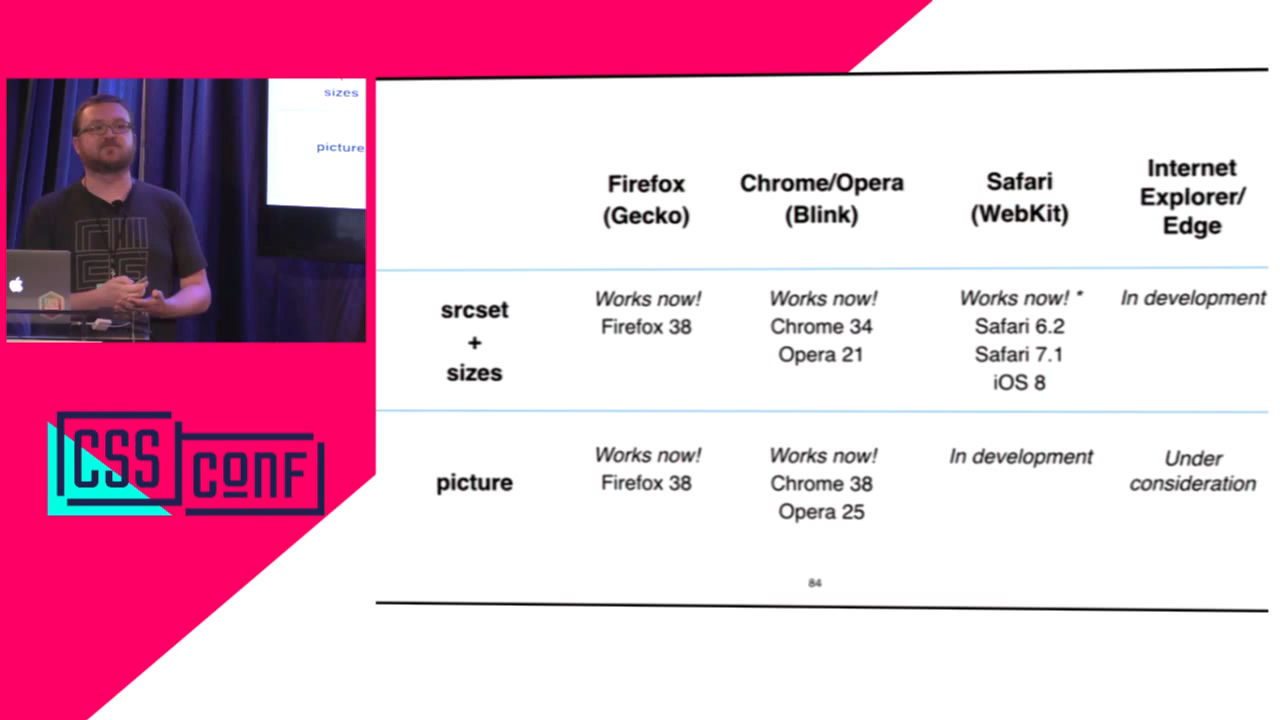 sizes
picture
CSS
CONF
Firefox
(Gecko)
Chrome/Opera
(Blink)
Safari
(WebKit)
Internet
Explorer/
Edge
srcset
+
sizes
Works now!
Firefox 38
Works now!
Chrome 34
Opera 21
Works now! *
Safari 6.2
Safari 7.1
iOS 8
In development
picture
Works now!
Firefox 38
Works now!
Chrome 38
Opera 25
In development
Under
consideration
84